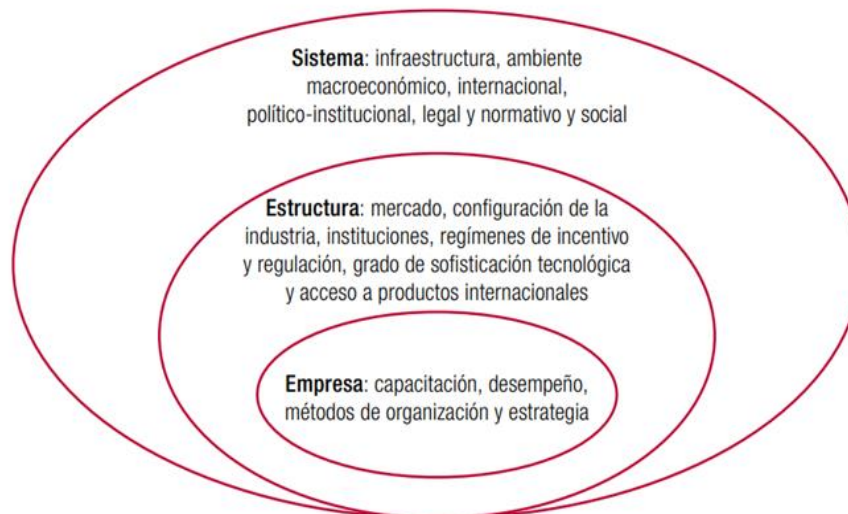 Sistema: infraestructura, ambiente
macroeconómico, internacional,
político-institucional, legal y normativo y social
Estructura: mercado, configuración de la
industria, instituciones, regímenes de incentivo
y regulación, grado de sofisticación tecnológica
y acceso a productos internacionales
Empresa: capacitación, desempeño,
métodos de organización y estrategia